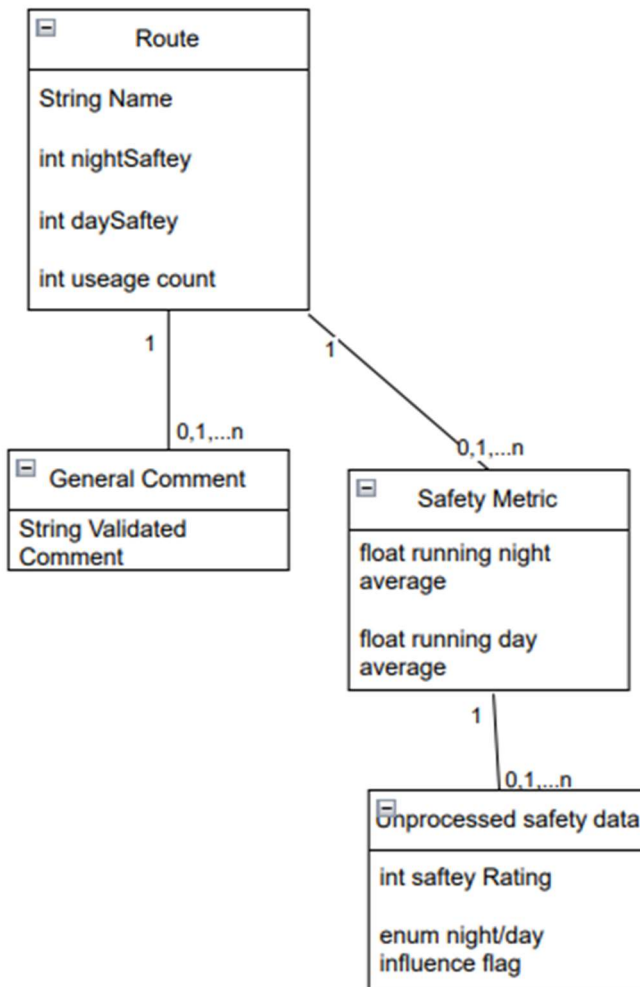 Route
String Name
int nightSaftey
int daySaftey
int useage count
1
1
0,1,...n
0,1,...n
General Comment
String Validated
Comment
Safety Metric
float running night
average
float running day
average
1
0,1,...n
Unprocessed safety data
int saftey Rating
enum night/day
influence flag